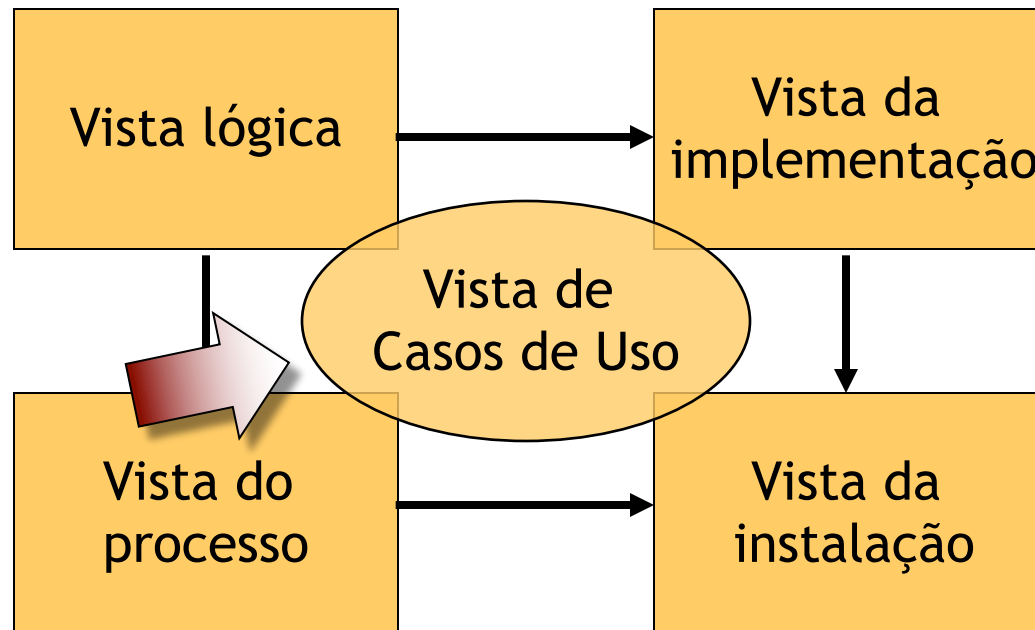 Vista lógica
Vista da
implementação
Vista de
Casos de Uso
Vista do
processo
Vista da
instalação